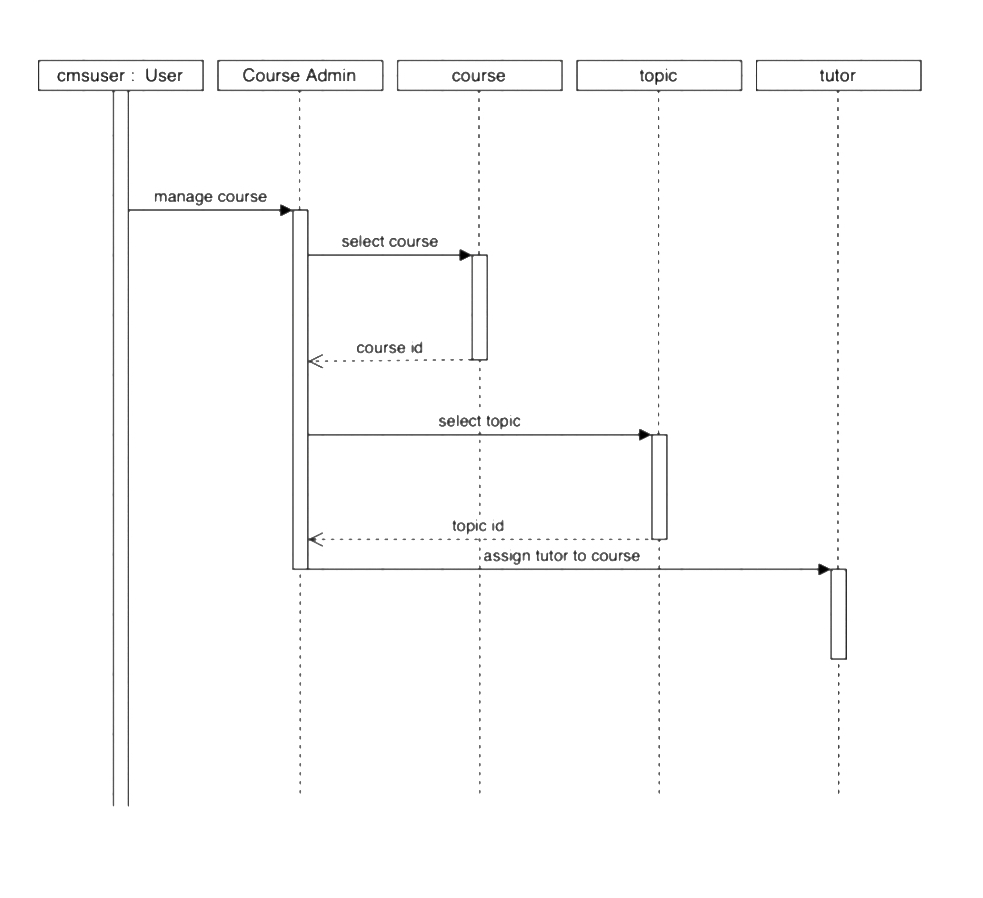 cmsuser : User
Course Admin
course
topic
tutor
manage course
select course
course id
select topic
topic id
assign tutor to course